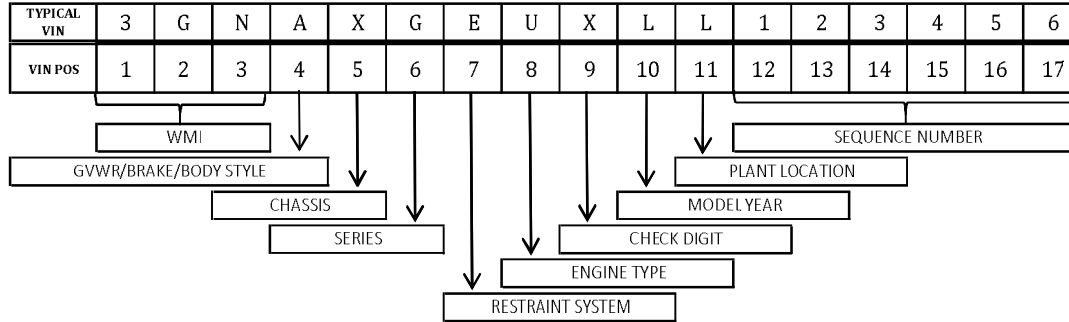 TYPICAL VIN 3 G N A X G E U X L L 1 2 3 4 5 6
VIN POS 1 2 3 4 5 6 7 8 9 10 11 12 13 14 15 16 17
WMI SEQUENCE NUMBER
GVWR/BRAKE/BODY STYLE PLANT LOCATION
CHASSIS MODEL YEAR
SERIES CHECK DIGIT
ENGINE TYPE
RESTRAINT SYSTEM